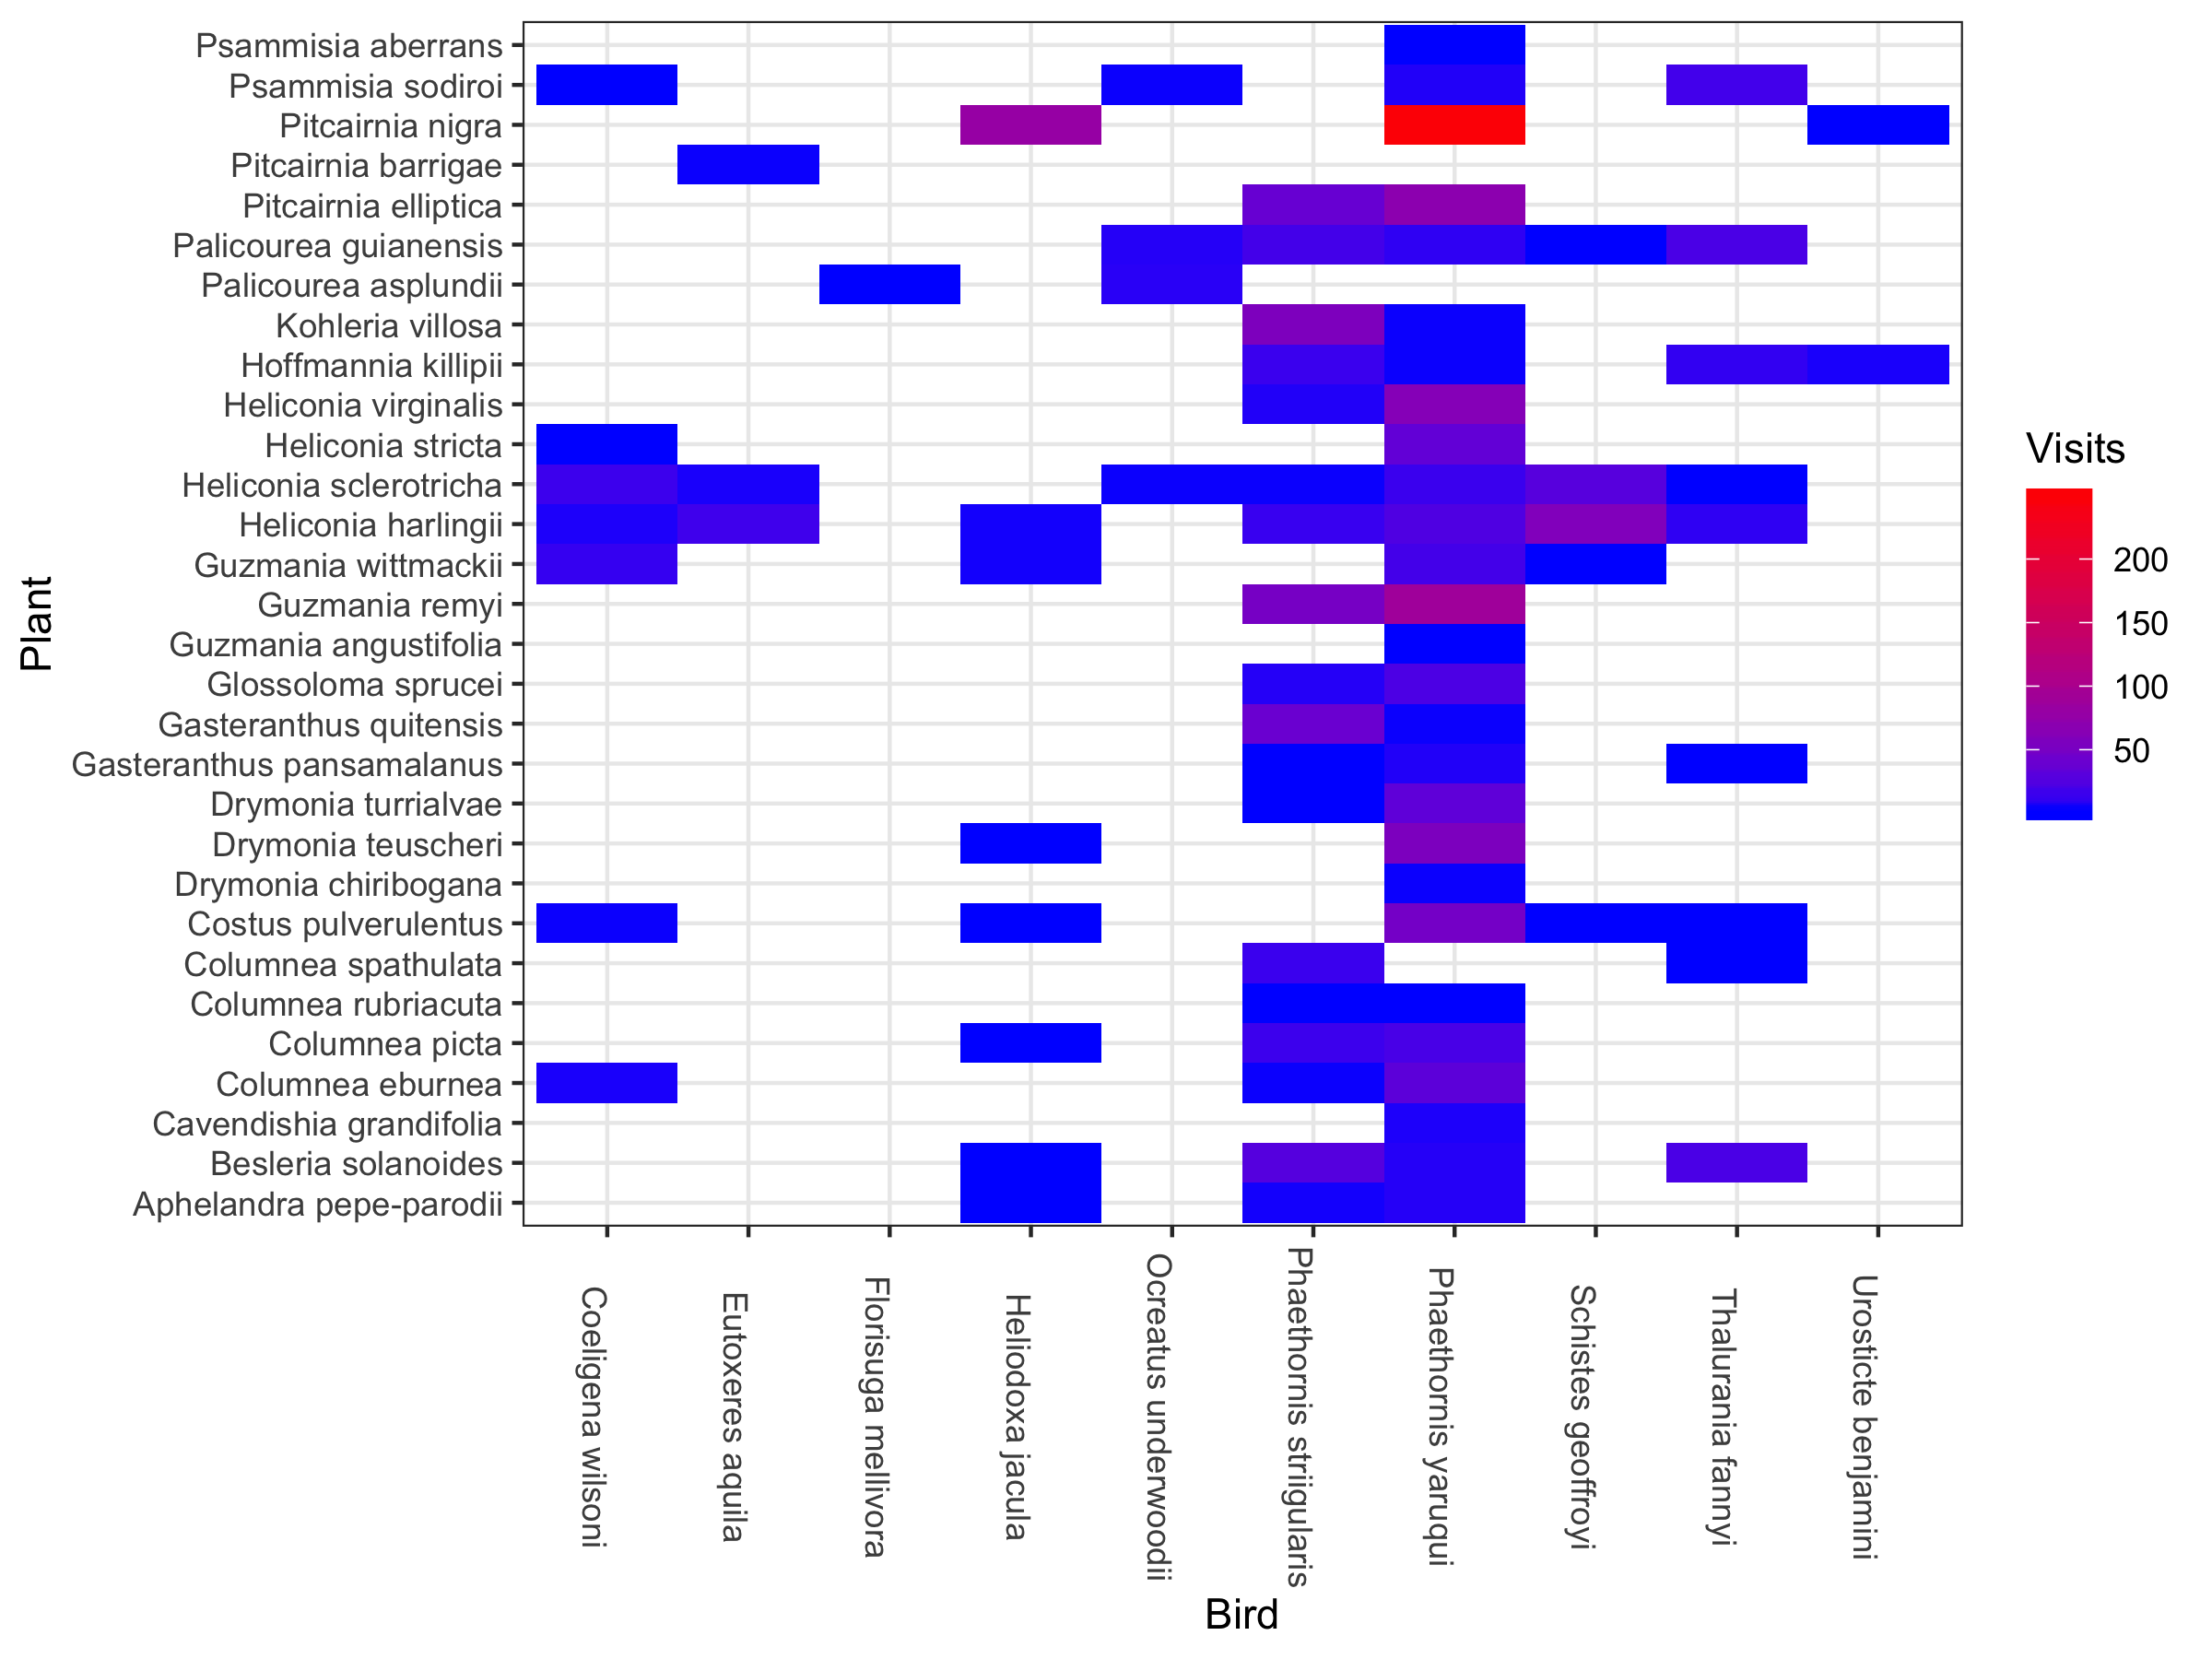 Plant
Psammisia aberrans
Psammisia sodiroi
Pitcairnia nigra
Pitcairnia barrigae
Pitcairnia elliptica
Palicourea guianensis
Palicourea asplundii
Kohleria villosa
Hoffmannia killipii
Heliconia virginalis
Heliconia stricta
Heliconia sclerotricha
Heliconia harlingii
Guzmania wittmackii
Guzmania remyi
Guzmania angustifolia
Glossoloma sprucei
Gasteranthus quitensis
Gasteranthus pansamalanus
Drymonia turrialvae
Drymonia teuscheri
Drymonia chiribogana
Costus pulverulentus
Columnea spathulata
Columnea rubriacuta
Columnea picta
Columnea eburnea
Cavendishia grandifolia
Besleria solanoides
Aphelandra pepe-parodii
Coeligena wilsoni
Eutoxeres aquila
Florisuga mellivora
Heliodoxa jacula
Ocreatus underwoodii
Phaethornis striigularis
Phaethornis yaruqui
Schistes geoffroyi
Thalurania fannyi
Urosticte benjamini
Bird
Visits
200
150
100
50